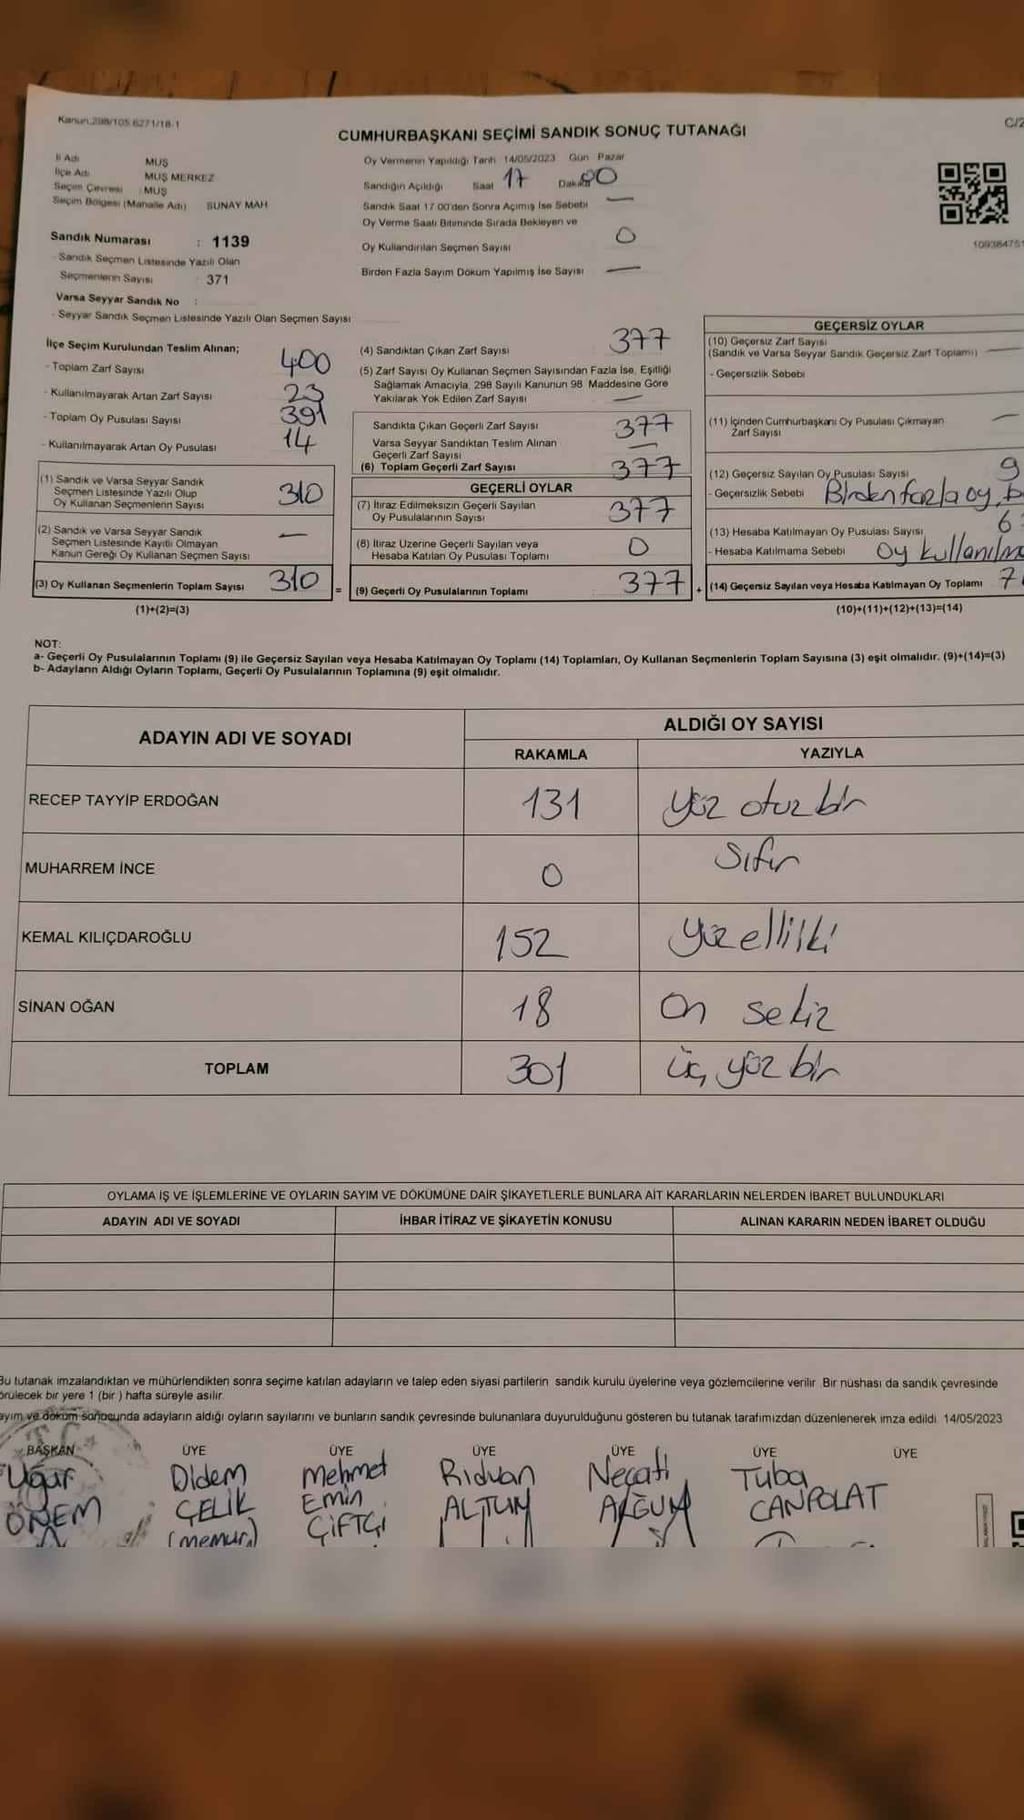 Kanun.298/105 6271/18-1
CUMHURBAŞKANI SEÇİMİ SANDIK SONUÇ TUTANAĞI
C/2
İl Adı MUŞ
İlçe Adı MUŞ MERKEZ
Seçim Çevresi : MUŞ
Seçim Bölgesi (Mahalle Adı) SUNAY MAH
Oy Vermenin Yapıldığı Tarih 14/05/2023 Gün Pazar
Sandığın Açıldığı Saat 17 Dakika 00
Sandık Saat 17 00'den Sonra Açımış İse Sebebi —
Oy Verme Saati Bitiminde Sırada Bekleyen ve
Oy Kullandırılan Seçmen Sayısı 0
Birden Fazla Sayım Döküm Yapılmış İse Sayısı —
109384751
Sandık Numarası : 1139
Sandık Seçmen Listesinde Yazılı Olan
Seçmenlerin Sayısı : 371
Varsa Seyyar Sandık No :
- Seyyar Sandık Seçmen Listesinde Yazılı Olan Seçmen Sayısı
İlçe Seçim Kurulundan Teslim Alınan;
- Toplam Zarf Sayısı 400
- Kullanılmayarak Artan Zarf Sayısı 23
- Toplam Oy Pusulası Sayısı 391
- Kullanılmayarak Artan Oy Pusulası 14
(1) Sandık ve Varsa Seyyar Sandık
Seçmen Listesinde Yazılı Olup
Oy Kullanan Seçmenlerin Sayısı 310
(2) Sandık ve Varsa Seyyar Sandık
Seçmen Listesinde Kayıtlı Olmayan
Kanun Gereği Oy Kullanan Seçmen Sayısı —
(3) Oy Kullanan Seçmenlerin Toplam Sayısı 310 =
(1)+(2)=(3)
(4) Sandıktan Çıkan Zarf Sayısı 377
(5) Zarf Sayısı Oy Kullanan Seçmen Sayısından Fazla İse, Eşitliği
Sağlamak Amacıyla, 298 Sayılı Kanunun 98 Maddesine Göre
Yakılarak Yok Edilen Zarf Sayısı —
Sandıkta Çıkan Geçerli Zarf Sayısı 377
Varsa Seyyar Sandıktan Teslim Alınan
Geçerli Zarf Sayısı —
(6) Toplam Geçerli Zarf Sayısı 377
GEÇERLİ OYLAR
(7) İtiraz Edilmeksizin Geçerli Sayılan
Oy Pusulalarının Sayısı 377
(8) İtiraz Üzerine Geçerli Sayılan veya
Hesaba Katılan Oy Pusulası Toplamı 0
(9) Geçerli Oy Pusulalarının Toplamı 377 +
GEÇERSİZ OYLAR
(10) Geçersiz Zarf Sayısı
(Sandık ve Varsa Seyyar Sandık Geçersiz Zarf Toplamı) —
- Geçersizlik Sebebi
(11) İçinden Cumhurbaşkanı Oy Pusulası Çıkmayan
Zarf Sayısı —
(12) Geçersiz Sayılan Oy Pusulası Sayısı 9
- Geçersizlik Sebebi Birden fazla oy, b
(13) Hesaba Katılmayan Oy Pusulası Sayısı 6
- Hesaba Katılmama Sebebi Oy kullanılma
(14) Geçersiz Sayılan veya Hesaba Katılmayan Oy Toplamı 7
(10)+(11)+(12)+(13)=(14)
NOT:
a- Geçerli Oy Pusulalarının Toplamı (9) ile Geçersiz Sayılan veya Hesaba Katılmayan Oy Toplamı (14) Toplamları, Oy Kullanan Seçmenlerin Toplam Sayısına (3) eşit olmalıdır. (9)+(14)=(3)
b- Adayların Aldığı Oyların Toplamı, Geçerli Oy Pusulalarının Toplamına (9) eşit olmalıdır.
ADAYIN ADI VE SOYADI ALDIĞI OY SAYISI
RAKAMLA YAZIYLA
RECEP TAYYİP ERDOĞAN 131 yüz otuz bir
MUHARREM İNCE 0 Sıfır
KEMAL KILIÇDAROĞLU 152 yüz elliiki
SİNAN OĞAN 18 On sekiz
TOPLAM 301 üç yüz bir
OYLAMA İŞ VE İŞLEMLERİNE VE OYLARIN SAYIM VE DÖKÜMÜNE DAİR ŞİKAYETLERLE BUNLARA AİT KARARLARIN NELERDEN İBARET BULUNDUKLARI
ADAYIN ADI VE SOYADI İHBAR İTİRAZ VE ŞİKAYETİN KONUSU ALINAN KARARIN NEDEN İBARET OLDUĞU
Bu tutanak imzalandıktan ve mühürlendikten sonra seçime katılan adayların ve talep eden siyasi partilerin sandık kurulu üyelerine veya gözlemcilerine verilir. Bir nüshası da sandık çevresinde
örülecek bir yere 1 (bir) hafta süreyle asılır.
ayım ve döküm sonucunda adayların aldığı oyların sayılarını ve bunların sandık çevresinde bulunanlara duyurulduğunu gösteren bu tutanak tarafımızdan düzenlenerek imza edildi. 14/05/2023
BAŞKAN ÜYE ÜYE ÜYE ÜYE ÜYE ÜYE
Uğur Didem Mehmet Rıdvan Necati Tuba
ÖNEM ÇELİK Emin ALTUN AKGUM CANPOLAT
(memur) ÇİFTÇİ